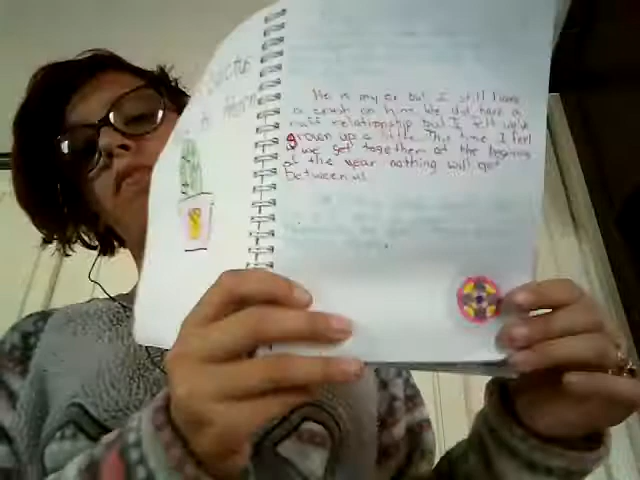 He is my ex but I still have
a crush on him. We did have a
ruff relationship but I felt we've
grown up a little. This time I feel
if we get together at the begining
of the year nothing will get
between us